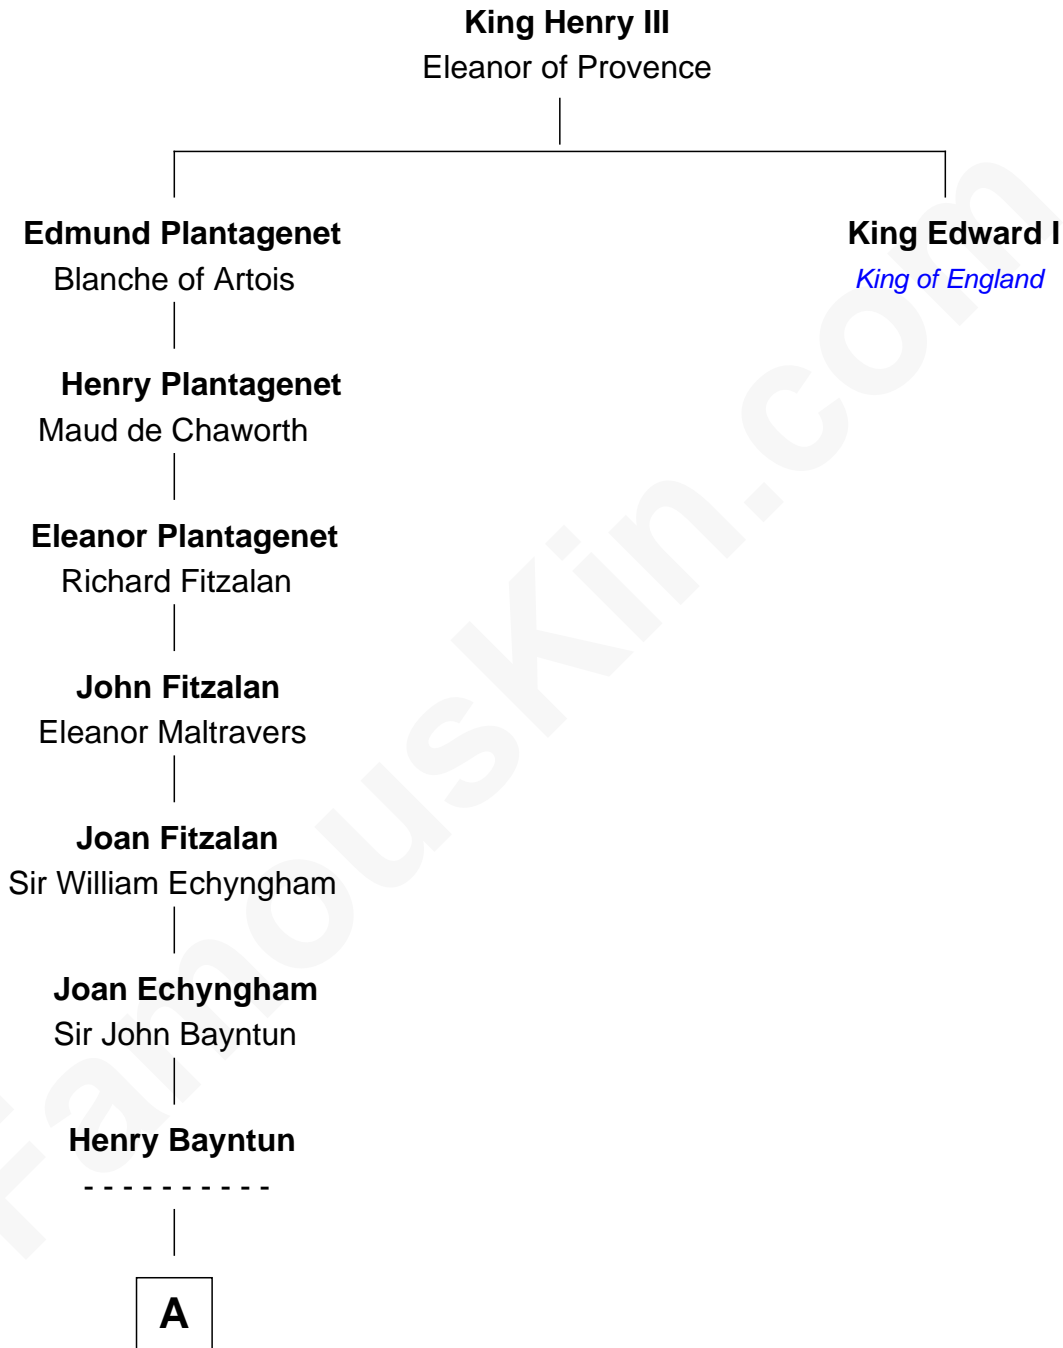 King Henry III
Eleanor of Provence
Edmund Plantagenet
Blanche of Artois
King Edward I
King of England
Henry Plantagenet
Maud de Chaworth
Eleanor Plantagenet
Richard Fitzalan
John Fitzalan
Eleanor Maltravers
Joan Fitzalan
Sir William Echyngham
Joan Echyngham
Sir John Bayntun
Henry Bayntun
- - - - - - - - - -
A
FamousKin.com